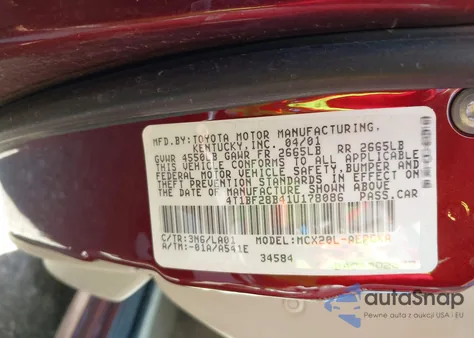 MFD.BY:TOYOTA MOTOR MANUFACTURING,
KENTUCKY,INC. 04/01
GVWR 4550LB GAWR FR 2665LB RR 2665LB
THIS VEHICLE CONFORMS TO ALL APPLICABLE
FEDERAL MOTOR VEHICLE SAFETY,BUMPER AND
THEFT PREVENTION STANDARDS IN EFFECT ON
THE DATE OF MANUFACTURE SHOWN ABOVE
4T1BF28B41U178086 PASS.CAR
C/TR:3N6/LA01 MODEL:MCX20L-AEPGKA
A/TM:-01A/A541E
34584
autoSnap
Pewne auta z aukcji USA i EU